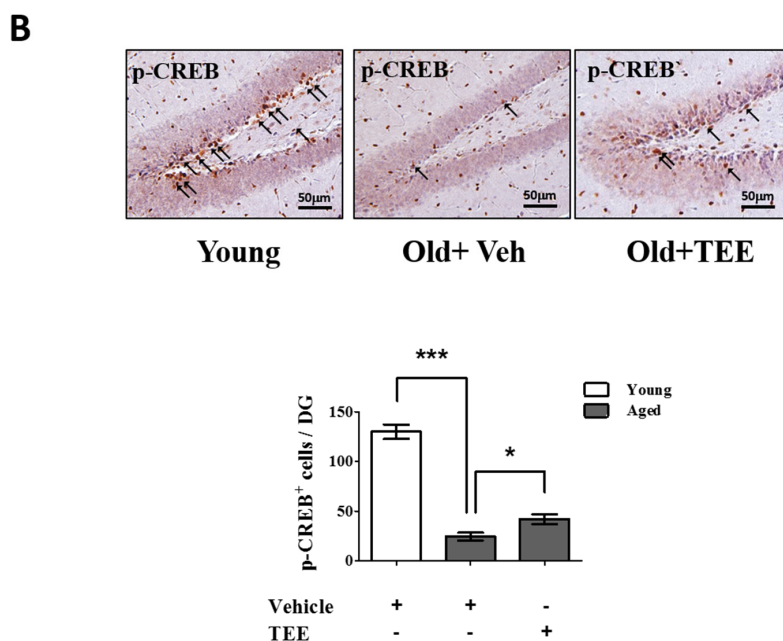 B
p-CREB p-CREB p-CREB
50μm 50μm 50μm
Young Old+ Veh Old+TEE
***
*
Young
Aged
p-CREB⁺ cells / DG
150
100
50
0
Vehicle + + -
TEE - - +